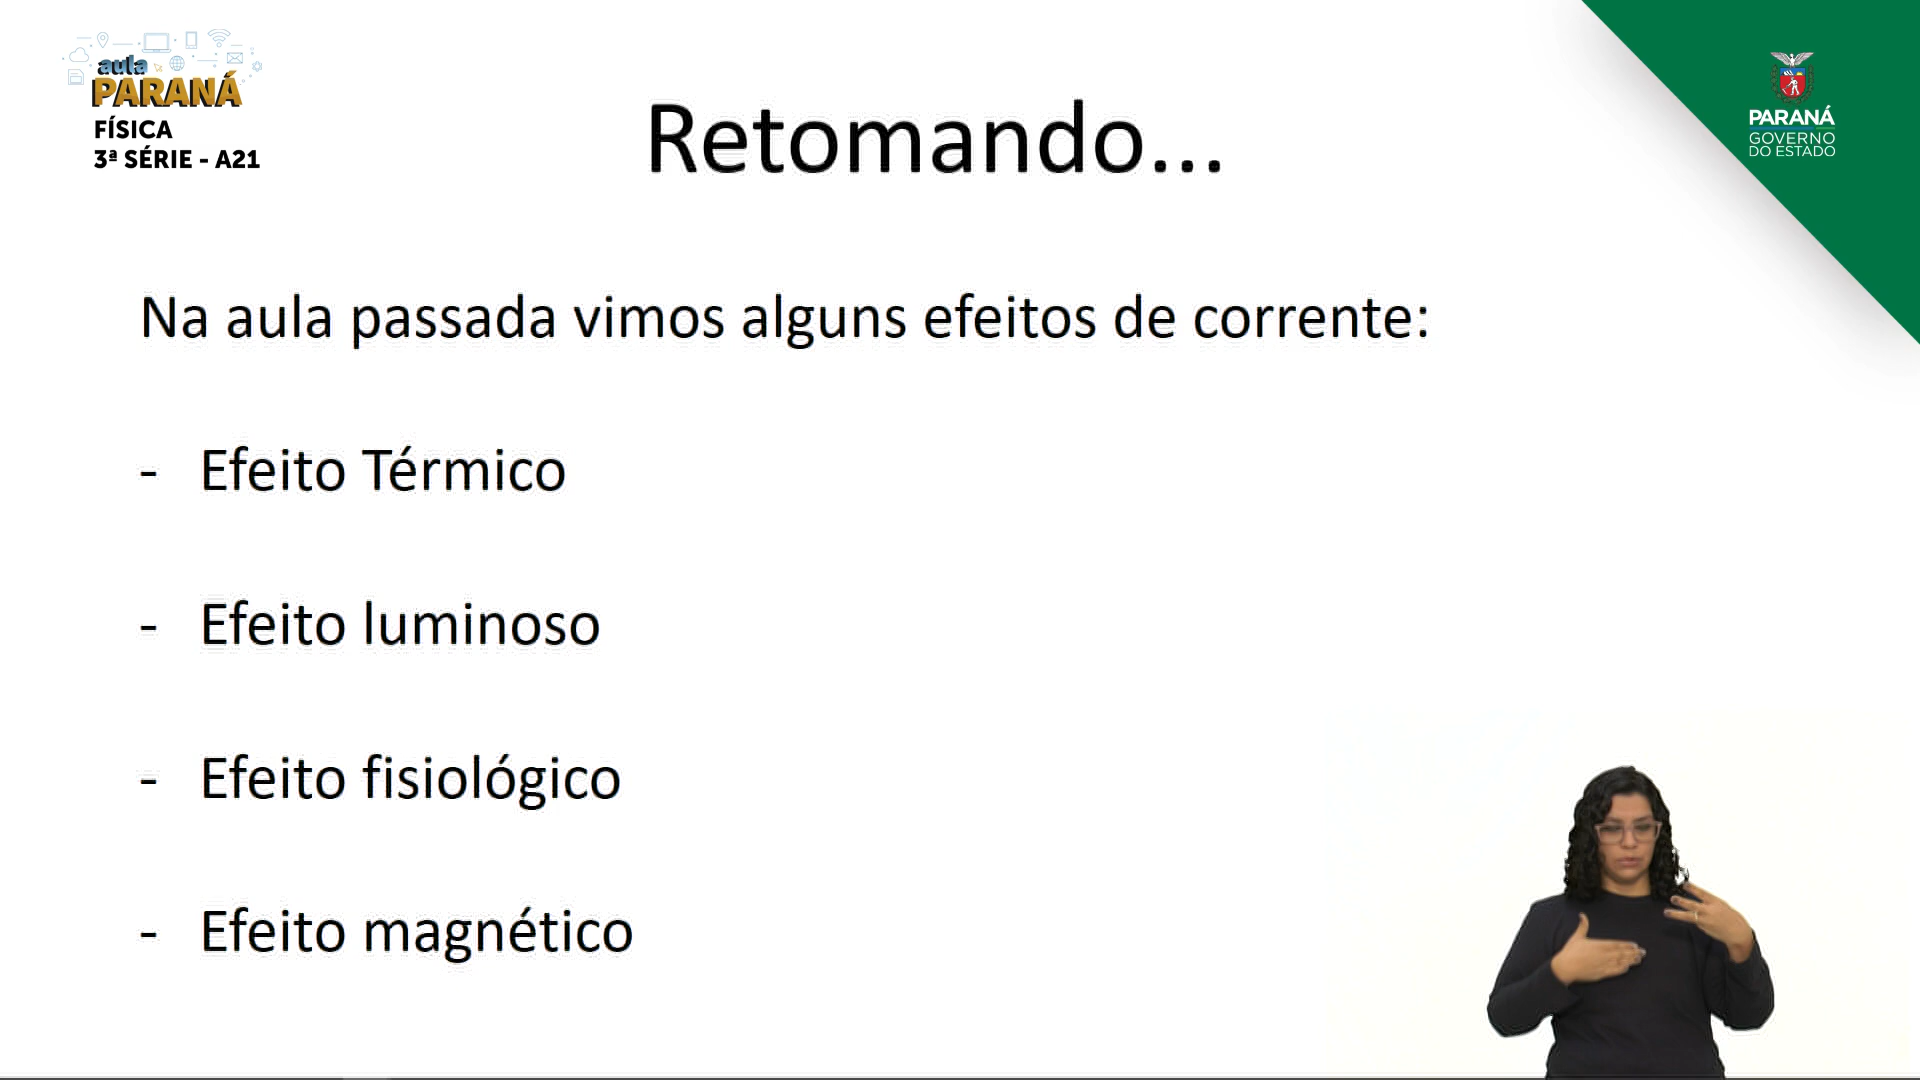 aula
PARANÁ
FÍSICA
3ª SÉRIE - A21
Retomando...
PARANÁ
GOVERNO
DO ESTADO
Na aula passada vimos alguns efeitos de corrente:
- Efeito Térmico
- Efeito luminoso
- Efeito fisiológico
- Efeito magnético